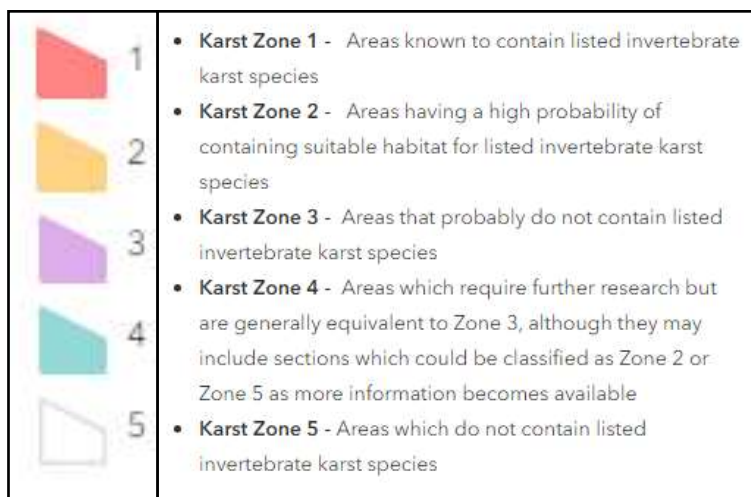 1
2
3
4
5
• Karst Zone 1 - Areas known to contain listed invertebrate
karst species
• Karst Zone 2 - Areas having a high probability of
containing suitable habitat for listed invertebrate karst
species
• Karst Zone 3 - Areas that probably do not contain listed
invertebrate karst species
• Karst Zone 4 - Areas which require further research but
are generally equivalent to Zone 3, although they may
include sections which could be classified as Zone 2 or
Zone 5 as more information becomes available
• Karst Zone 5 - Areas which do not contain listed
invertebrate karst species